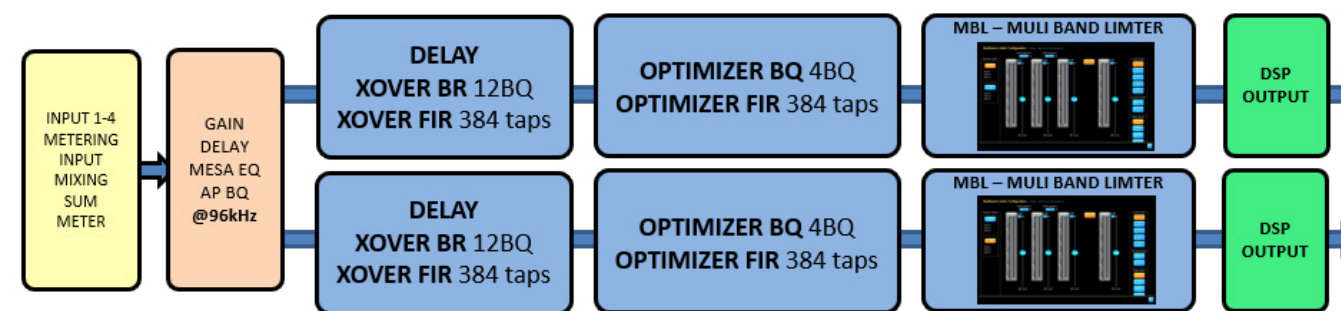 INPUT 1-4
METERING
INPUT
MIXING
SUM
METER
GAIN
DELAY
MESA EQ
AP BQ
@96kHz
DELAY
XOVER BR 12BQ
XOVER FIR 384 taps
OPTIMIZER BQ 4BQ
OPTIMIZER FIR 384 taps
MBL – MULI BAND LIMTER
DSP
OUTPUT
DELAY
XOVER BR 12BQ
XOVER FIR 384 taps
OPTIMIZER BQ 4BQ
OPTIMIZER FIR 384 taps
MBL – MULI BAND LIMTER
DSP
OUTPUT